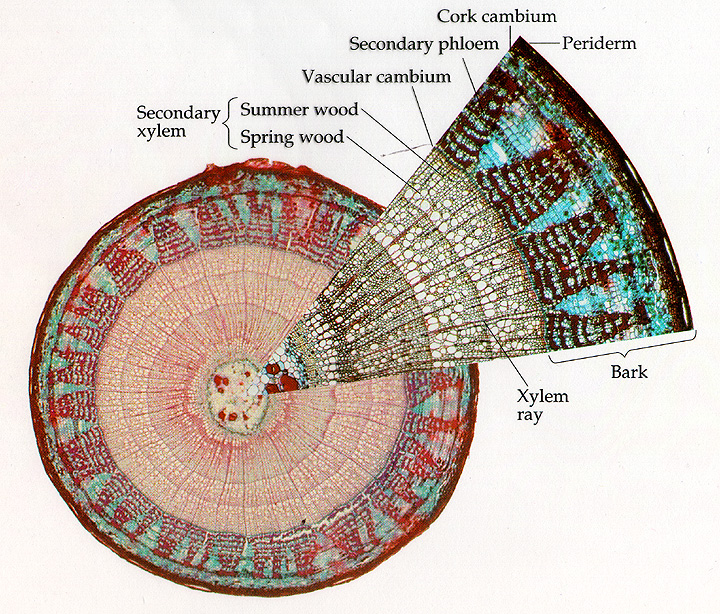 Cork cambium
Secondary phloem
Periderm
Vascular cambium
Secondary
xylem
Summer wood
Spring wood
Bark
Xylem
ray